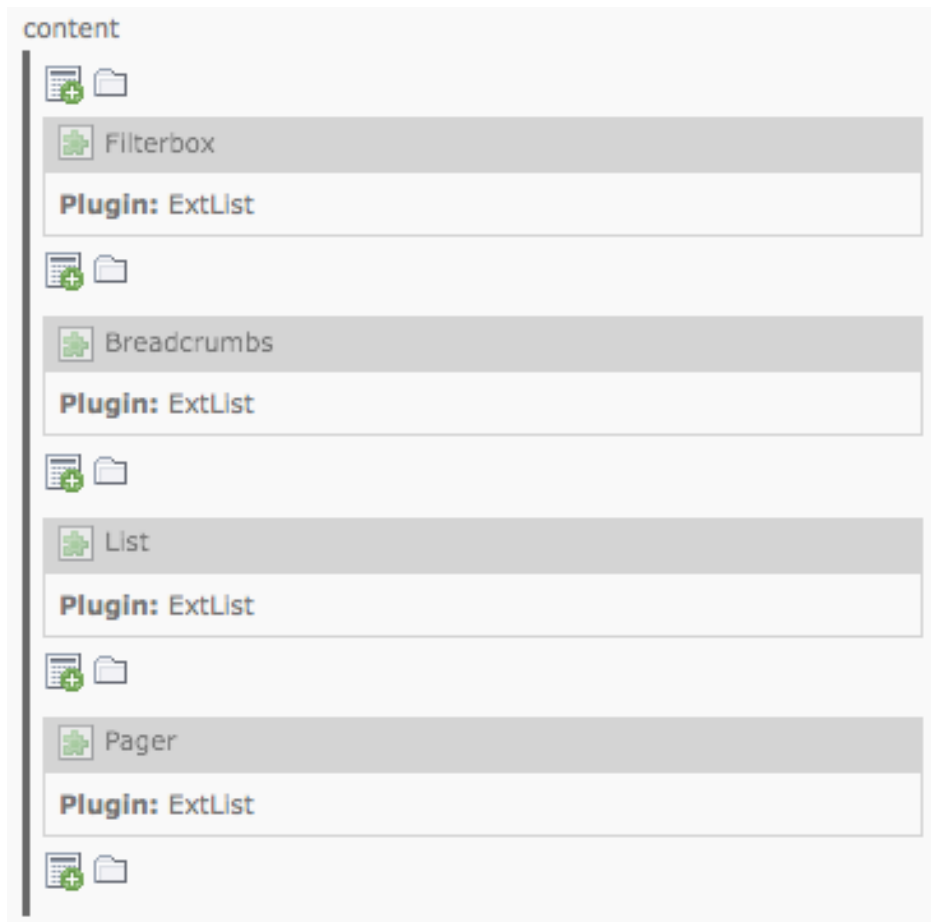 content
Filterbox
Plugin: ExtList
Breadcrumbs
Plugin: ExtList
List
Plugin: ExtList
Pager
Plugin: ExtList